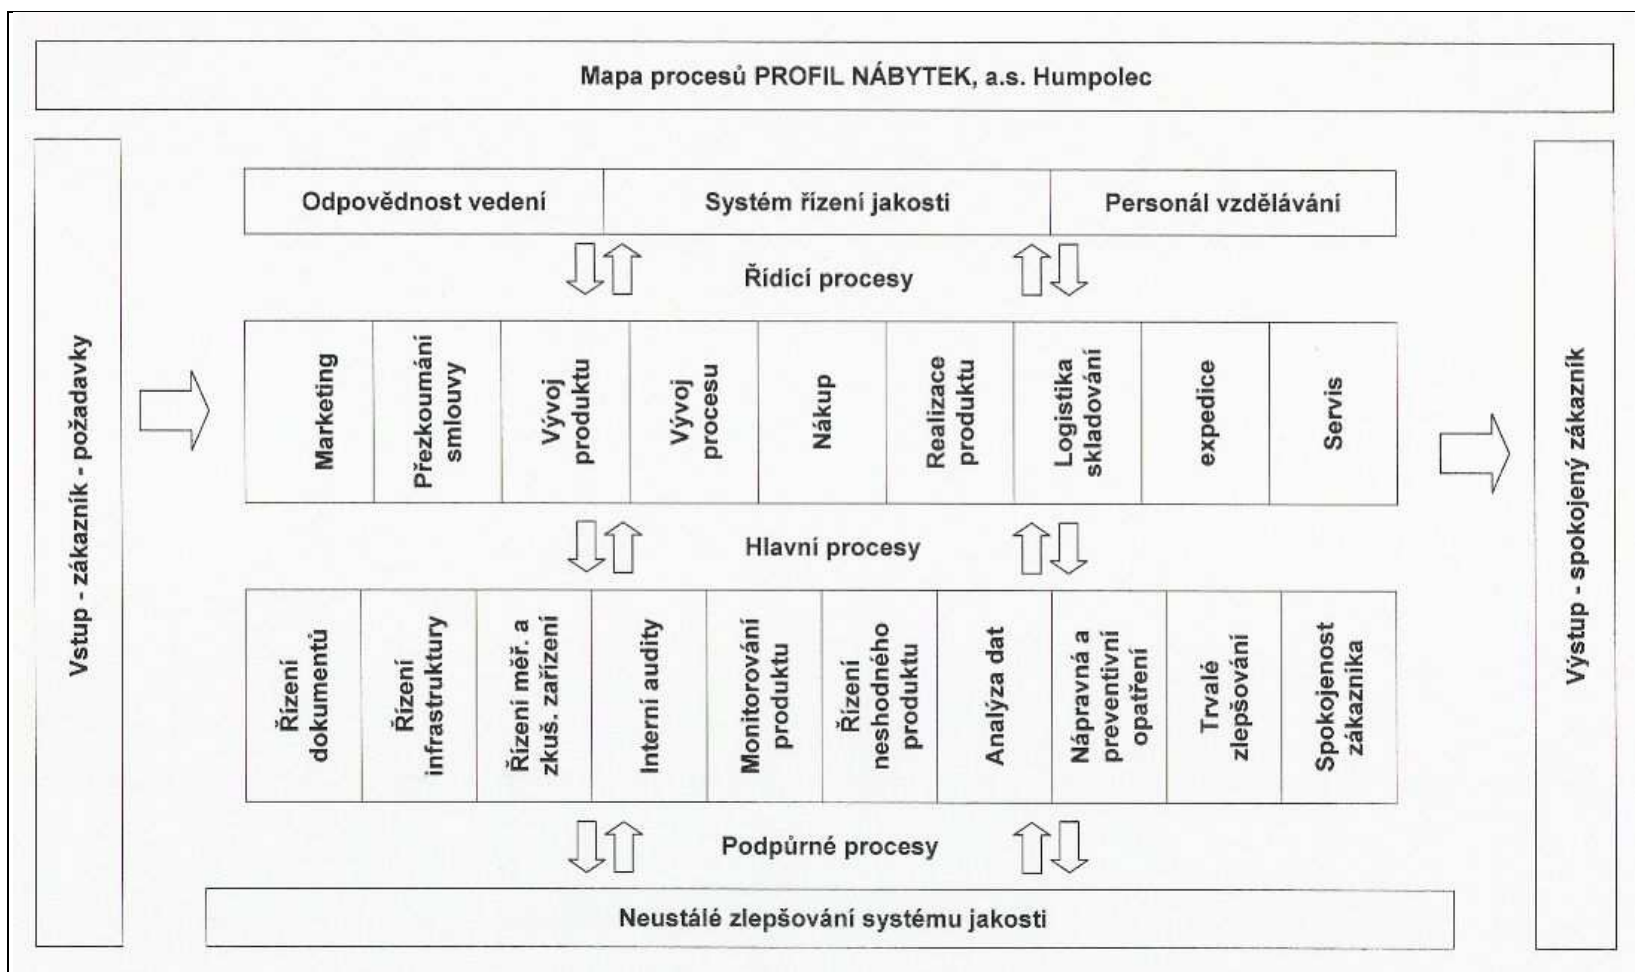 Mapa procesů PROFIL NÁBYTEK, a.s. Humpolec
Vstup - zákazník - požadavky
Odpovědnost vedení
Systém řízení jakosti
Personál vzdělávání
Řídící procesy
Marketing
Přezkoumání
smlouvy
Vývoj
produktu
Vývoj
procesu
Nákup
Realizace
produktu
Logistika
skladování
expedice
Servis
Hlavní procesy
Řízení
dokumentů
Řízení
infrastruktury
Řízení měř. a
zkuš. zařízení
Interní audity
Monitorování
produktu
Řízení
neshodného
produktu
Analýza dat
Nápravná a
preventivní
opatření
Trvalé
zlepšování
Spokojenost
zákazníka
Podpůrné procesy
Neustálé zlepšování systému jakosti
Výstup - spokojený zákazník